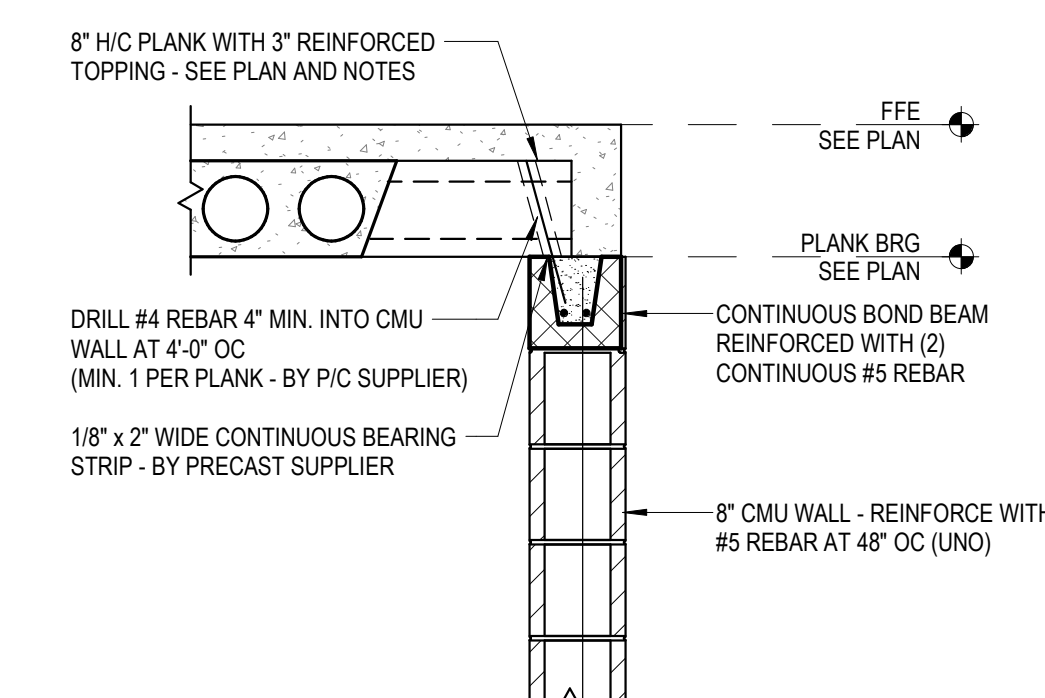 8" H/C PLANK WITH 3" REINFORCED
TOPPING - SEE PLAN AND NOTES
FFE
SEE PLAN
PLANK BRG
SEE PLAN
DRILL #4 REBAR 4" MIN. INTO CMU
WALL AT 4'-0" OC
(MIN. 1 PER PLANK - BY P/C SUPPLIER)
CONTINUOUS BOND BEAM
REINFORCED WITH (2)
CONTINUOUS #5 REBAR
1/8" x 2" WIDE CONTINUOUS BEARING
STRIP - BY PRECAST SUPPLIER
8" CMU WALL - REINFORCE WITH
#5 REBAR AT 48" OC (UNO)